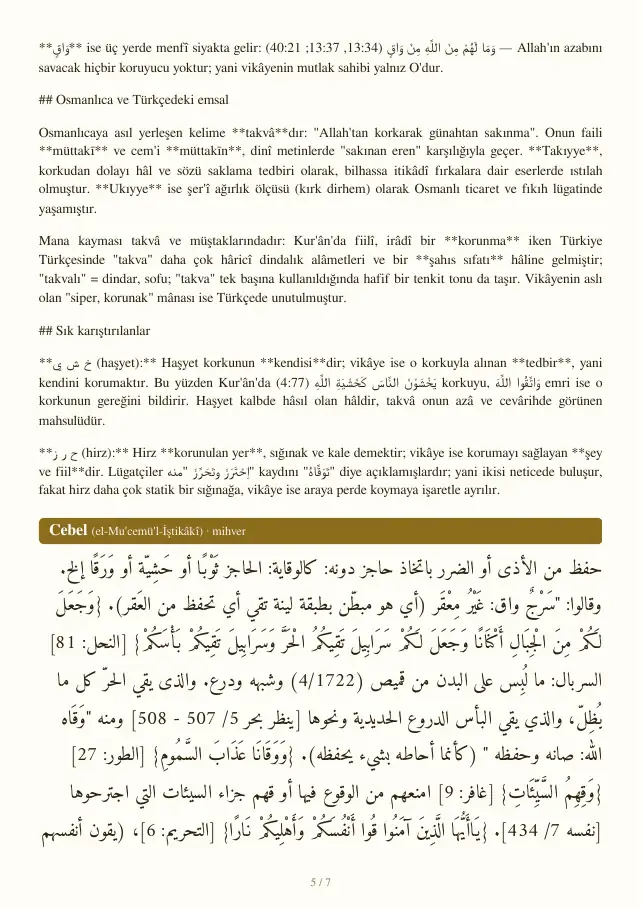 **وَاقٍ** ise üç yerde menfî siyakta gelir: وَمَا لَهُمْ مِنَ اللَّهِ مِنْ وَاقٍ (13:34, 13:37; 40:21) — Allah'ın azabını
savacak hiçbir koruyucu yoktur; yani vikâyenin mutlak sahibi yalnız O'dur.
## Osmanlıca ve Türkçedeki emsal
Osmanlıcaya asıl yerleşen kelime **takvâ**dır: "Allah'tan korkarak günahtan sakınma". Onun faili
**müttakī** ve cem'i **müttakīn**, dinî metinlerde "sakınan eren" karşılığıyla geçer. **Takıyye**,
korkudan dolayı hâl ve sözü saklama tedbiri olarak, bilhassa itikādî fırkalara dair eserlerde ıstılah
olmuştur. **Ukıyye** ise şer'î ağırlık ölçüsü (kırk dirhem) olarak Osmanlı ticaret ve fıkıh lügatinde
yaşamıştır.
Mana kayması takvâ ve müştaklarındadır: Kur'ân'da fiilî, irâdî bir **korunma** iken Türkiye
Türkçesinde "takva" daha çok hâricî dindalık alâmetleri ve bir **şahıs sıfatı** hâline gelmiştir;
"takvalı" = dindar, sofu; "takva" tek başına kullanıldığında hafif bir tenkit tonu da taşır. Vikâyenin aslı
olan "siper, korunak" mânası ise Türkçede unutulmuştur.
## Sık karıştırılanlar
**خ ش ي (haşyet):** Haşyet korkunun **kendisi**dir; vikâye ise o korkuyla alınan **tedbir**, yani
kendini korumaktır. Bu yüzden Kur'ân'da (4:77) يَخْشَوْنَ النَّاسَ كَخَشْيَةِ اللَّهِ korkuyu, وَاتَّقُوا اللَّهَ emri ise o
korkunun gereğini bildirir. Haşyet kalbde hâsıl olan hâldir, takvâ onun azâ ve cevârihde görünen
mahsulüdür.
**ح ر ز (hirz):** Hirz **korunulan yer**, sığınak ve kale demektir; vikâye ise korumayı sağlayan **şey
ve fiil**dir. Lügatçiler "اِحْتَرَزَ وتَحَرَّزَ" منه kaydını "تَوَقَّاهُ" diye açıklamışlardır; yani ikisi neticede buluşur,
fakat hirz daha çok statik bir sığınağa, vikâye ise araya perde koymaya işaretle ayrılır.
Cebel (el-Mu'cemü'l-İştikâkî) · mihver
حفظ من الأذى أو الضرر باتخاذ حاجز دونه: كالوقاية: الحاجز ثَوْبًا أو حَشِيّة أو وَرَقًا إلخ.
وقالوا: "سَرْجٌ واق: غَيْرُ مِعْقَر (أي هو مبطّن بطبقة لينة تقي أي تحفظ من العَقر). {وَجَعَلَ
لَكُمْ مِنَ الْجِبَالِ أَكْنَانًا وَجَعَلَ لَكُمْ سَرَابِيلَ تَقِيكُمُ الْحَرَّ وَسَرَابِيلَ تَقِيكُمْ بَأْسَكُمْ} [النحل: 81]
السربال: ما لُبِس على البدن من قميص (4/1722) وشبهه ودرع. والذى يقي الحرّ كل ما
يُظِلّ، والذي يقي البأس الدروع الحديدية ونحوها [ينظر بحر 5/ 507 - 508] ومنه "وَقَاه
الله: صانه وحفظه " (كأنما أحاطه بشيء يحفظه). {وَوَقَانَا عَذَابَ السَّمُومِ} [الطور: 27]
{وَقِهِمُ السَّيِّئَاتِ} [غافر: 9] امنعهم من الوقوع فيها أو قهم جزاء السيئات التي اجترحوها
[نفسه 7/ 434]. {يَاأَيُّهَا الَّذِينَ آمَنُوا قُوا أَنْفُسَكُمْ وَأَهْلِيكُمْ نَارًا} [التحريم: 6]، (يقون أنفسهم
5 / 7